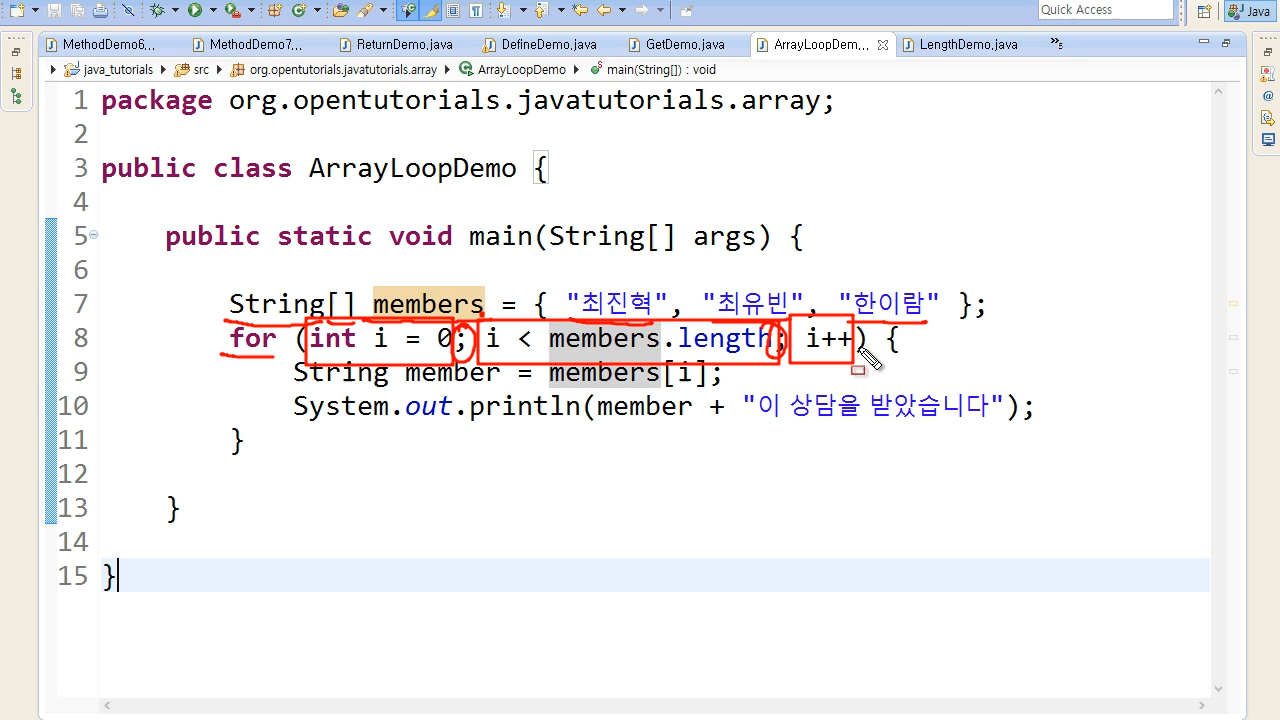 Quick Access
Java
MethodDemo6...
MethodDemo7...
ReturnDemo.java
DefineDemo.java
GetDemo.java
ArrayLoopDem...
LengthDemo.java
»5
java_tutorials
src
org.opentutorials.javatutorials.array
ArrayLoopDemo
main(String[]) : void
1 package org.opentutorials.javatutorials.array;
2
3 public class ArrayLoopDemo {
4
5 public static void main(String[] args) {
6
7 String[] members = { "최진혁", "최유빈", "한이람" };
8 for (int i = 0; i < members.length; i++) {
9 String member = members[i];
10 System.out.println(member + "이 상담을 받았습니다");
11 }
12
13 }
14
15 }